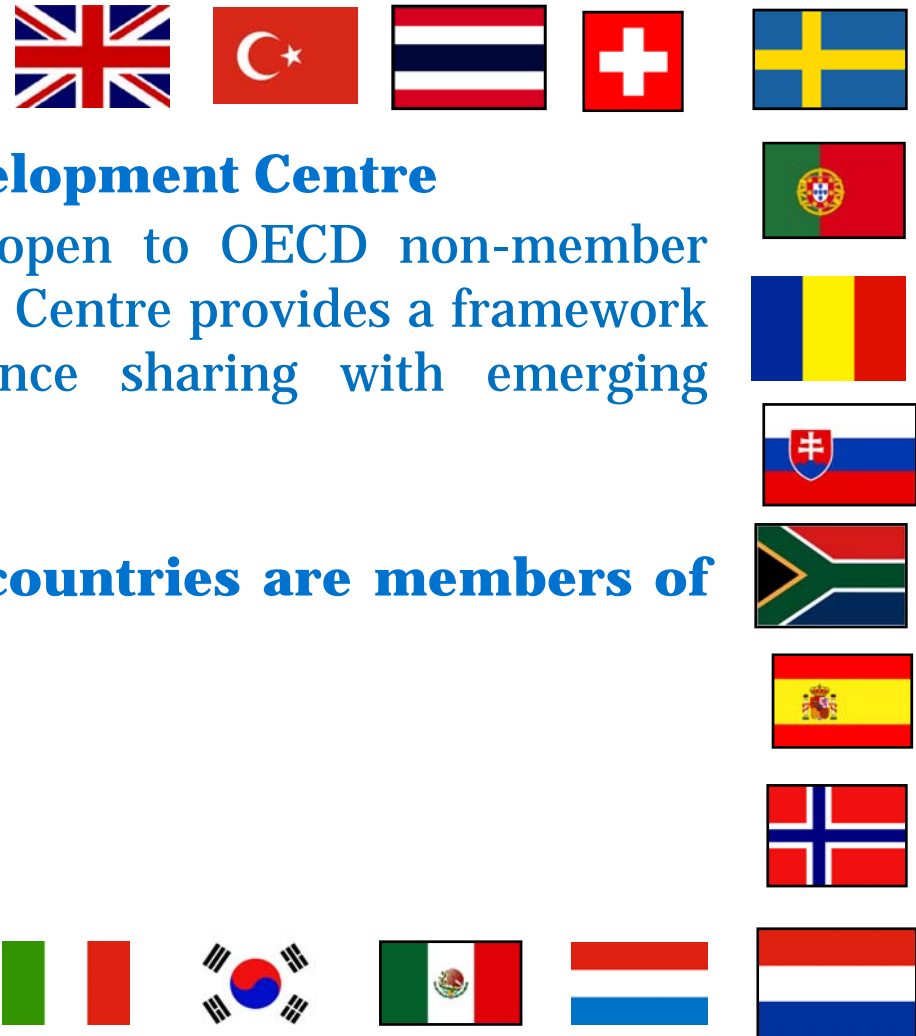 elopment Centre
open to OECD non-member
Centre provides a framework
nce sharing with emerging
countries are members of